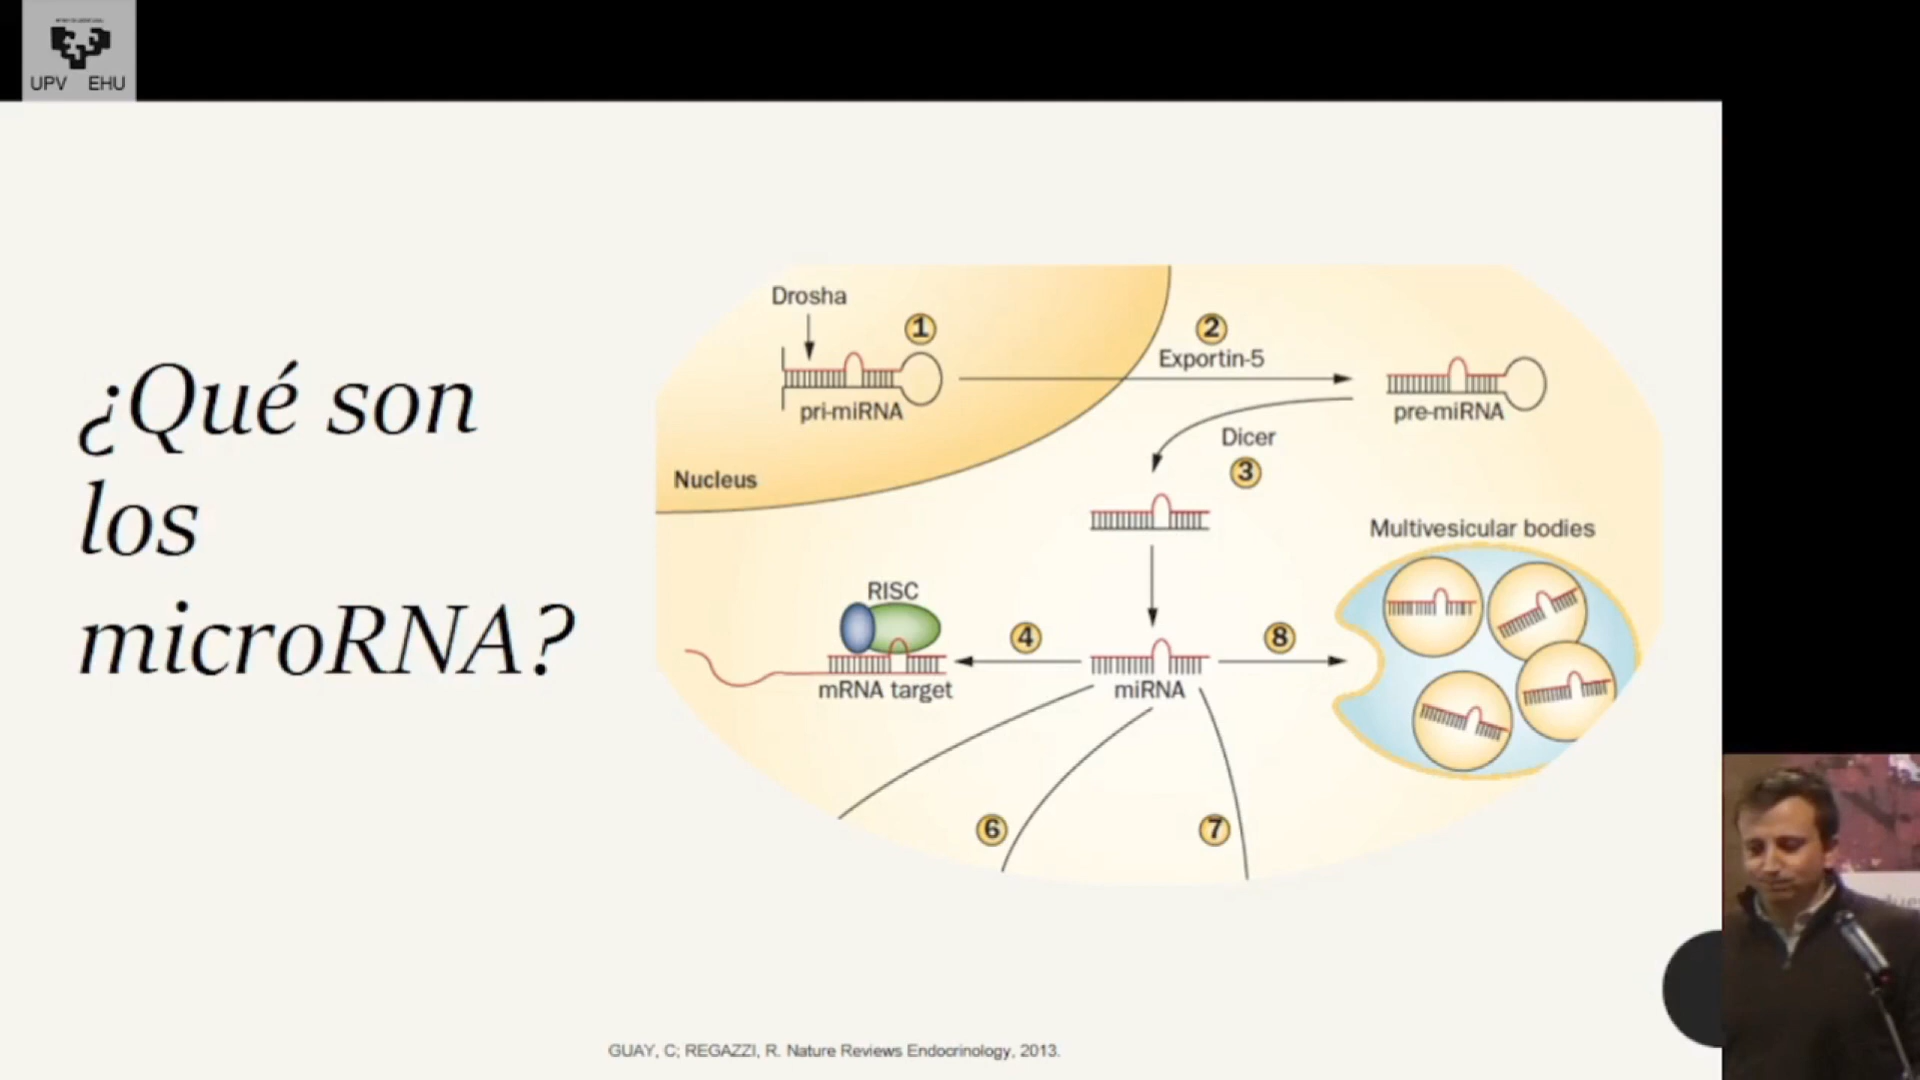 UPV EHU
¿Qué son
los
microRNA?
Drosha
1
pri-miRNA
Nucleus
2
Exportin-5
pre-miRNA
Dicer
3
Multivesicular bodies
RISC
4
mRNA target
miRNA
8
6
7
GUAY, C; REGAZZI, R. Nature Reviews Endocrinology, 2013.